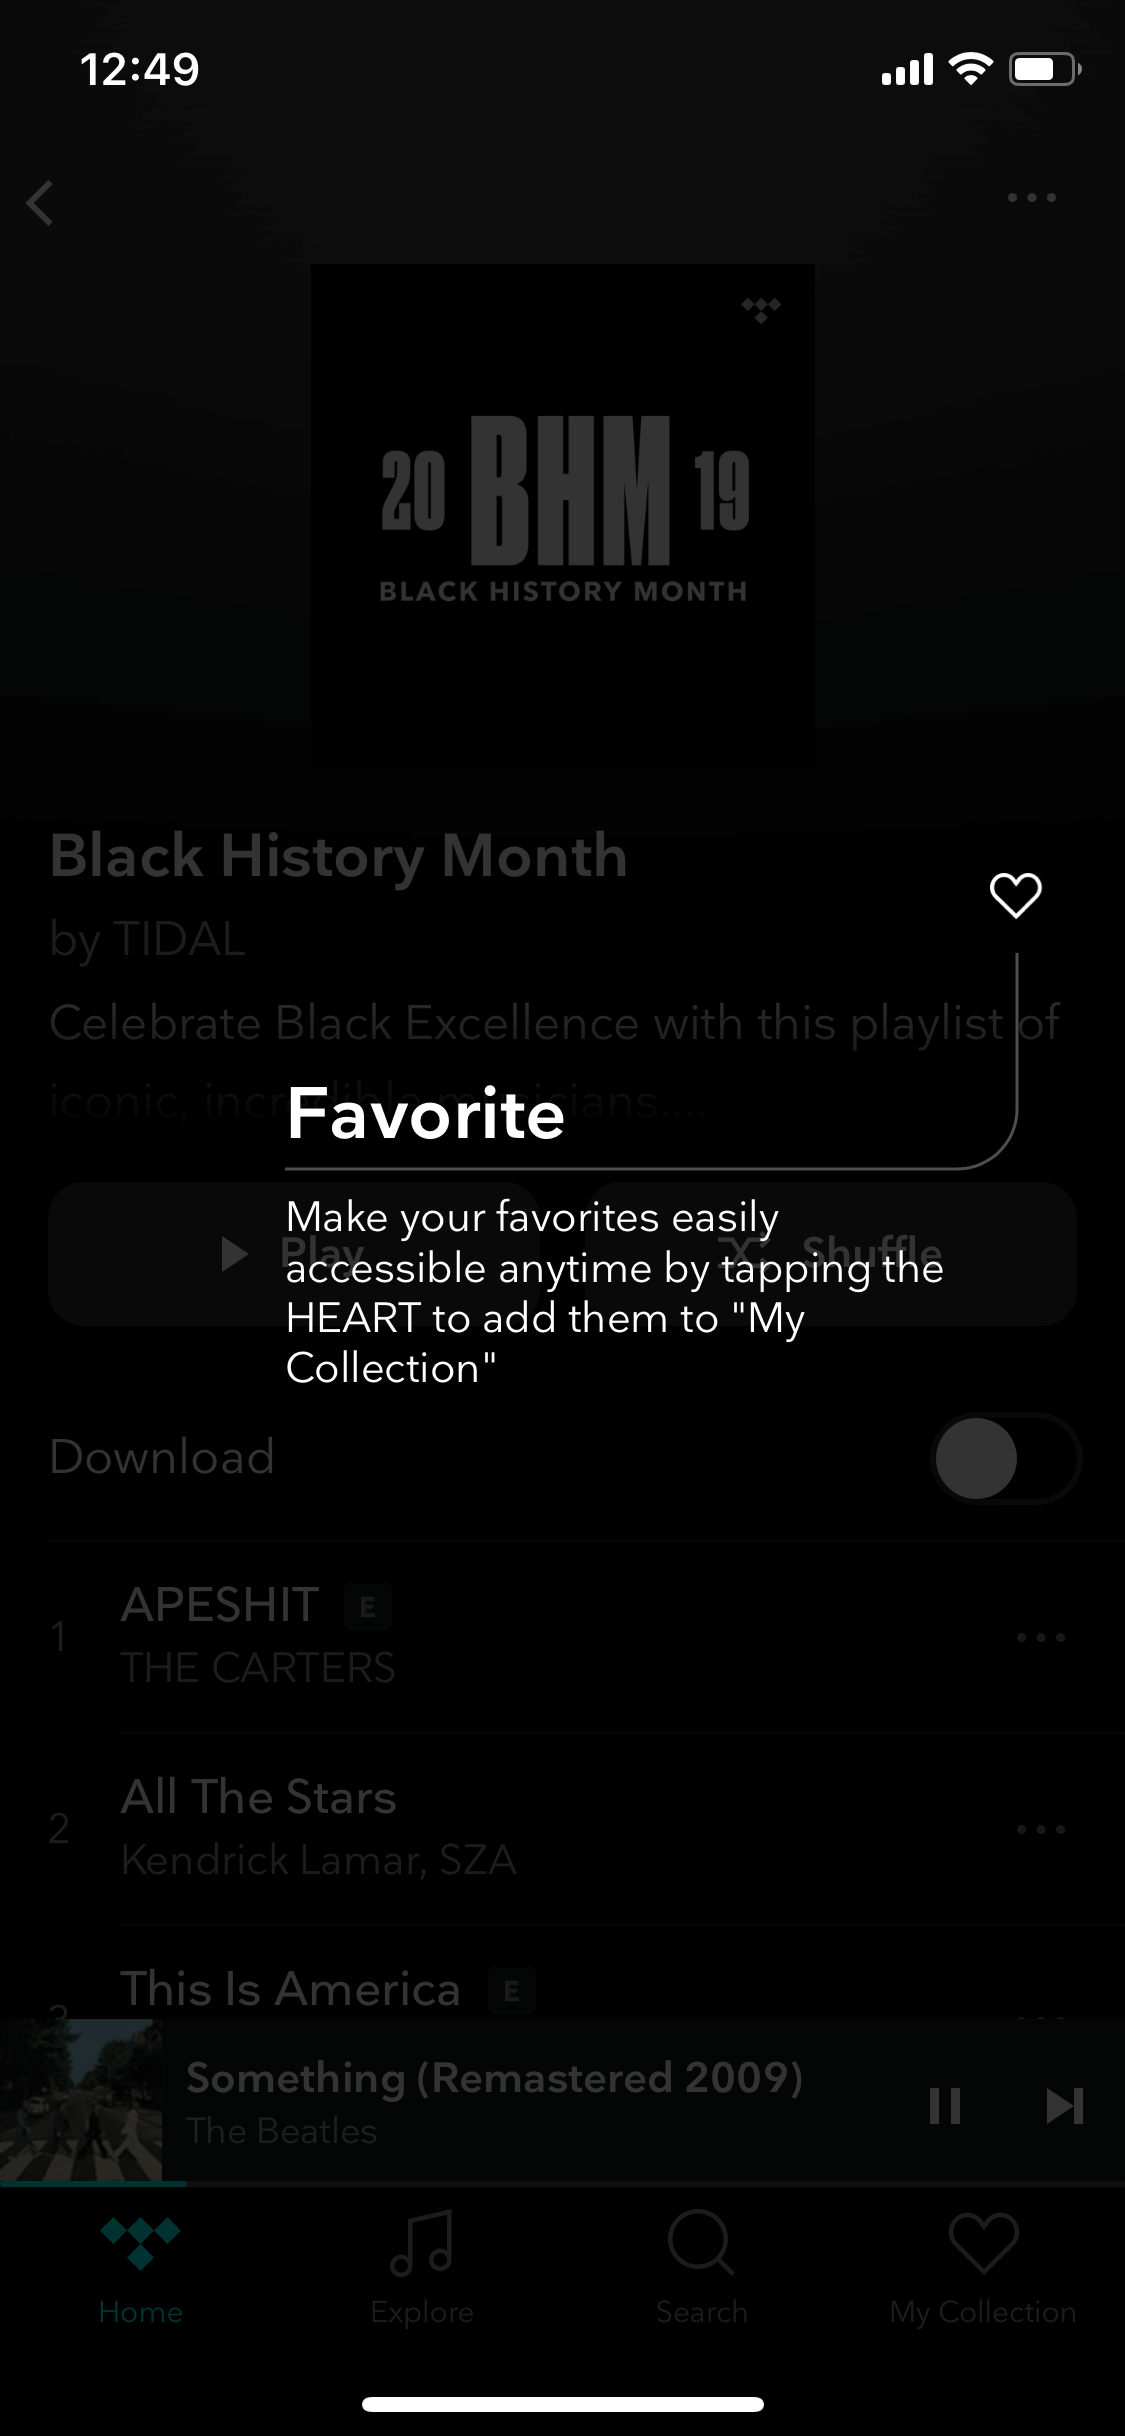 12:49
20 BHM 19
BLACK HISTORY MONTH
Black History Month
by TIDAL
Celebrate Black Excellence with this playlist of
iconic, incredible musicians....
Favorite
Play
Shuffle
Make your favorites easily
accessible anytime by tapping the
HEART to add them to "My
Collection"
Download
1
APESHIT E
THE CARTERS
2
All The Stars
Kendrick Lamar, SZA
3
This Is America E
Something (Remastered 2009)
The Beatles
Home
Explore
Search
My Collection